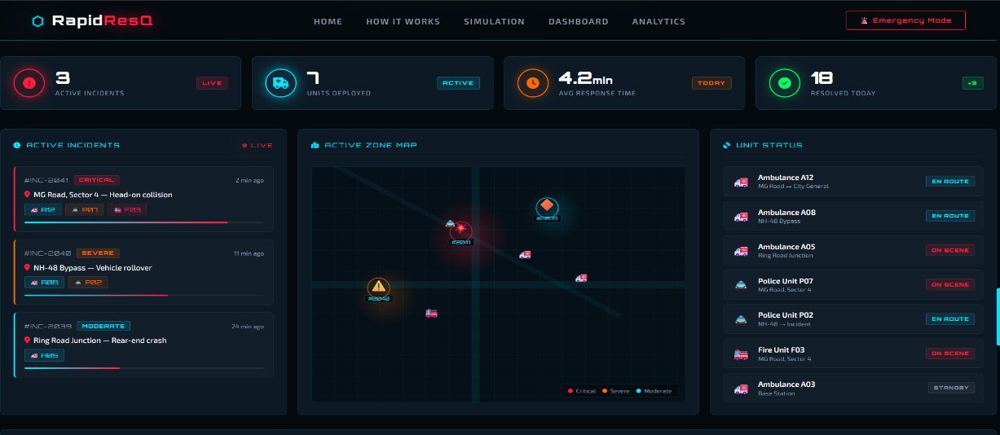 RapidResQ
HOME HOW IT WORKS SIMULATION DASHBOARD ANALYTICS
Emergency Mode
3
ACTIVE INCIDENTS
LIVE
7
UNITS DEPLOYED
ACTIVE
4.2min
AVG RESPONSE TIME
TODAY
18
RESOLVED TODAY
+3
ACTIVE INCIDENTS
LIVE
#INC-2041 CRITICAL 2 min ago
MG Road, Sector 4 — Head-on collision
A12 P07 F03
#INC-2040 SEVERE 11 min ago
NH-48 Bypass — Vehicle rollover
A08 P02
#INC-2039 MODERATE 24 min ago
Ring Road Junction — Rear-end crash
A05
ACTIVE ZONE MAP
#2039
#2041
#2040
Critical Severe Moderate
UNIT STATUS
Ambulance A12
MG Road → City General
EN ROUTE
Ambulance A08
NH-48 Bypass
EN ROUTE
Ambulance A05
Ring Road Junction
ON SCENE
Police Unit P07
MG Road, Sector 4
ON SCENE
Police Unit P02
NH-48 → Incident
EN ROUTE
Fire Unit F03
MG Road, Sector 4
ON SCENE
Ambulance A03
Base Station
STANDBY